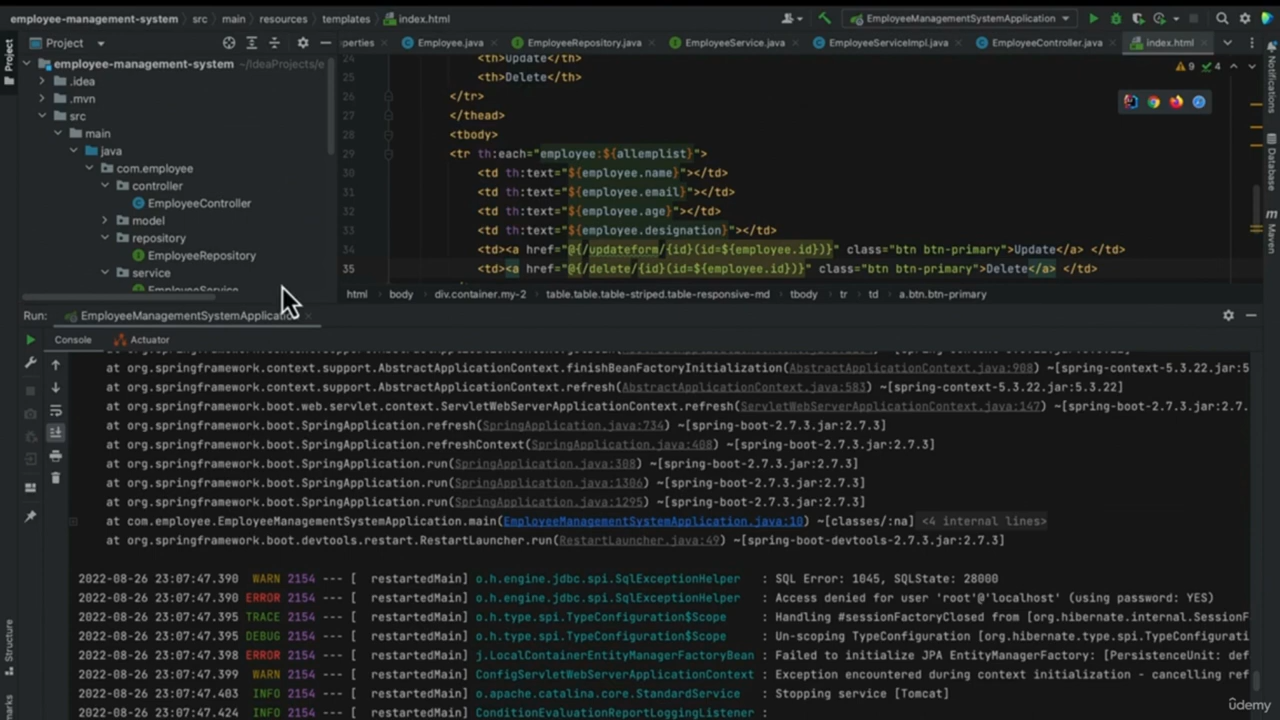 employee-management-system › src › main › resources › templates › index.html
EmployeeManagementSystemApplication
Project
Employee.java
EmployeeRepository.java
EmployeeService.java
EmployeeServiceImpl.java
EmployeeController.java
index.html
employee-management-system ~/IdeaProjects/e
.idea
.mvn
src
main
java
com.employee
controller
EmployeeController
model
repository
EmployeeRepository
service
EmployeeService
24 <th>Update</th>
25 <th>Delete</th>
26 </tr>
27 </thead>
28 <tbody>
29 <tr th:each="employee:${allemplist}">
30 <td th:text="${employee.name}"></td>
31 <td th:text="${employee.email}"></td>
32 <td th:text="${employee.age}"></td>
33 <td th:text="${employee.designation}"></td>
34 <td><a href="@{/updateform/{id}(id=${employee.id})}" class="btn btn-primary">Update</a> </td>
35 <td><a href="@{/delete/{id}(id=${employee.id})}" class="btn btn-primary">Delete</a> </td>
9 4
html › body › div.container.my-2 › table.table.table-striped.table-responsive-md › tbody › tr › td › a.btn.btn-primary
Project
Notifications
Database
Maven
Structure
Run: EmployeeManagementSystemApplicatio
Console Actuator
at org.springframework.context.support.AbstractApplicationContext.finishBeanFactoryInitialization(AbstractApplicationContext.java:908) ~[spring-context-5.3.22.jar:5
at org.springframework.context.support.AbstractApplicationContext.refresh(AbstractApplicationContext.java:583) ~[spring-context-5.3.22.jar:5.3.22]
at org.springframework.boot.web.servlet.context.ServletWebServerApplicationContext.refresh(ServletWebServerApplicationContext.java:147) ~[spring-boot-2.7.3.jar:2.7.
at org.springframework.boot.SpringApplication.refresh(SpringApplication.java:734) ~[spring-boot-2.7.3.jar:2.7.3]
at org.springframework.boot.SpringApplication.refreshContext(SpringApplication.java:408) ~[spring-boot-2.7.3.jar:2.7.3]
at org.springframework.boot.SpringApplication.run(SpringApplication.java:308) ~[spring-boot-2.7.3.jar:2.7.3]
at org.springframework.boot.SpringApplication.run(SpringApplication.java:1306) ~[spring-boot-2.7.3.jar:2.7.3]
at org.springframework.boot.SpringApplication.run(SpringApplication.java:1295) ~[spring-boot-2.7.3.jar:2.7.3]
at com.employee.EmployeeManagementSystemApplication.main(EmployeeManagementSystemApplication.java:10) ~[classes/:na] <4 internal lines>
at org.springframework.boot.devtools.restart.RestartLauncher.run(RestartLauncher.java:49) ~[spring-boot-devtools-2.7.3.jar:2.7.3]
2022-08-26 23:07:47.390 WARN 2154 --- [ restartedMain] o.h.engine.jdbc.spi.SqlExceptionHelper : SQL Error: 1045, SQLState: 28000
2022-08-26 23:07:47.390 ERROR 2154 --- [ restartedMain] o.h.engine.jdbc.spi.SqlExceptionHelper : Access denied for user 'root'@'localhost' (using password: YES)
2022-08-26 23:07:47.395 TRACE 2154 --- [ restartedMain] o.h.type.spi.TypeConfiguration$Scope : Handling #sessionFactoryClosed from [org.hibernate.internal.SessionF
2022-08-26 23:07:47.395 DEBUG 2154 --- [ restartedMain] o.h.type.spi.TypeConfiguration$Scope : Un-scoping TypeConfiguration [org.hibernate.type.spi.TypeConfigurati
2022-08-26 23:07:47.398 ERROR 2154 --- [ restartedMain] j.LocalContainerEntityManagerFactoryBean : Failed to initialize JPA EntityManagerFactory: [PersistenceUnit: def
2022-08-26 23:07:47.399 WARN 2154 --- [ restartedMain] ConfigServletWebServerApplicationContext : Exception encountered during context initialization - cancelling ref
2022-08-26 23:07:47.403 INFO 2154 --- [ restartedMain] o.apache.catalina.core.StandardService : Stopping service [Tomcat]
2022-08-26 23:07:47.424 INFO 2154 --- [ restartedMain] ConditionEvaluationReportLoggingListener :
ûdemy